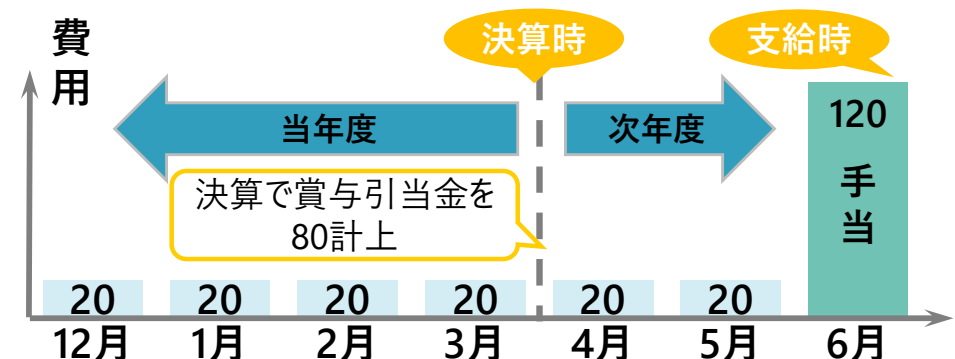 費
用
決算時
支給時
当年度
次年度
120
手
当
決算で賞与引当金を
80計上
20 20 20 20 20 20
12月 1月 2月 3月 4月 5月 6月